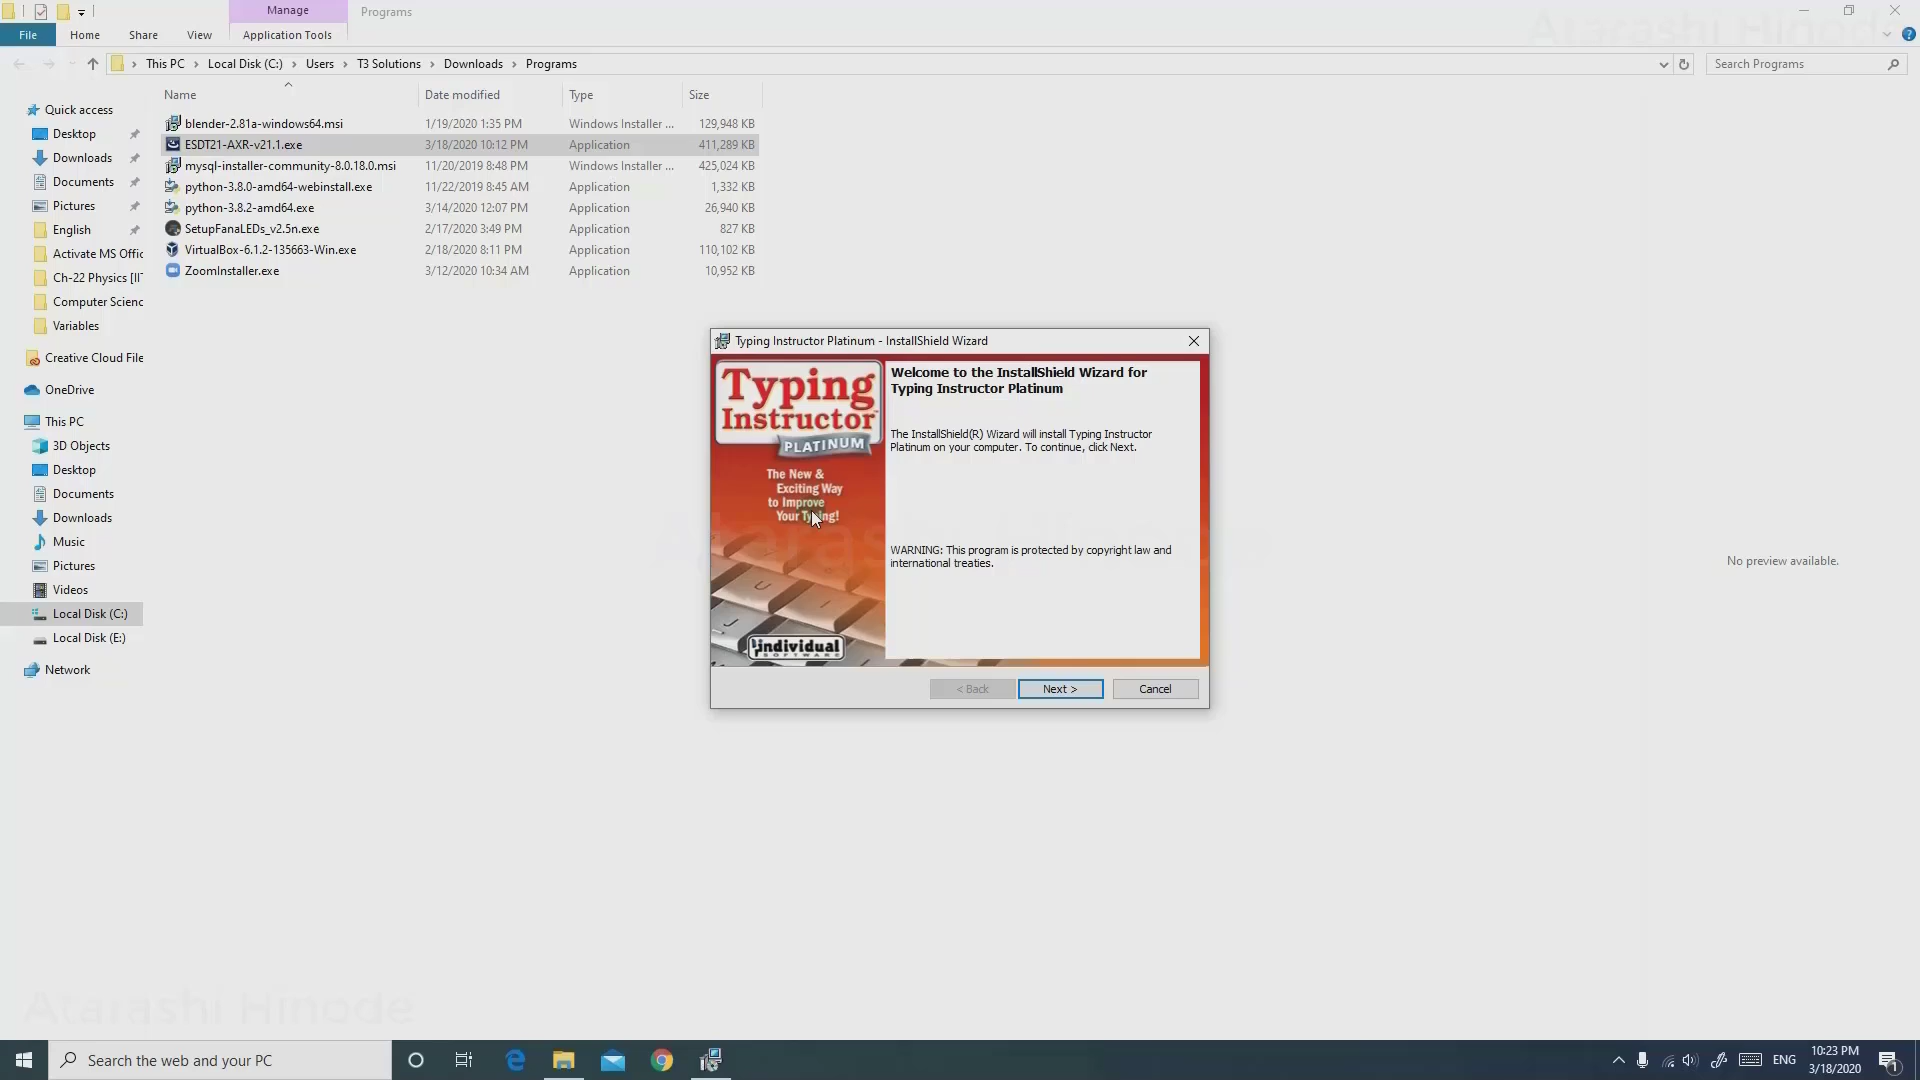 Manage
Programs
File
Home
Share
View
Application Tools
This PC
Local Disk (C:)
Users
T3 Solutions
Downloads
Programs
Search Programs
Name
Date modified
Type
Size
blender-2.81a-windows64.msi 1/19/2020 1:35 PM Windows Installer ... 129,948 KB
ESDT21-AXR-v21.1.exe 3/18/2020 10:12 PM Application 411,289 KB
mysql-installer-community-8.0.18.0.msi 11/20/2019 8:48 PM Windows Installer ... 425,024 KB
python-3.8.0-amd64-webinstall.exe 11/22/2019 8:45 AM Application 1,332 KB
python-3.8.2-amd64.exe 3/14/2020 12:07 PM Application 26,940 KB
SetupFanaLEDs_v2.5n.exe 2/17/2020 3:49 PM Application 827 KB
VirtualBox-6.1.2-135663-Win.exe 2/18/2020 8:11 PM Application 110,102 KB
ZoomInstaller.exe 3/12/2020 10:34 AM Application 10,952 KB
Quick access
Desktop
Downloads
Documents
Pictures
English
Activate MS Offic
Ch-22 Physics [IIT
Computer Scienc
Variables
Creative Cloud File
OneDrive
This PC
3D Objects
Desktop
Documents
Downloads
Music
Pictures
Videos
Local Disk (C:)
Local Disk (E:)
Network
Typing Instructor Platinum - InstallShield Wizard
Typing
Instructor
PLATINUM
The New &
Exciting Way
to Improve
Your Typing!
individual
SOFTWARE
Welcome to the InstallShield Wizard for
Typing Instructor Platinum
The InstallShield(R) Wizard will install Typing Instructor
Platinum on your computer. To continue, click Next.
WARNING: This program is protected by copyright law and
international treaties.
< Back
Next >
Cancel
No preview available.
Atarashi Hinode
Atarashi Hinode
Search the web and your PC
ENG
10:23 PM
3/18/2020
1